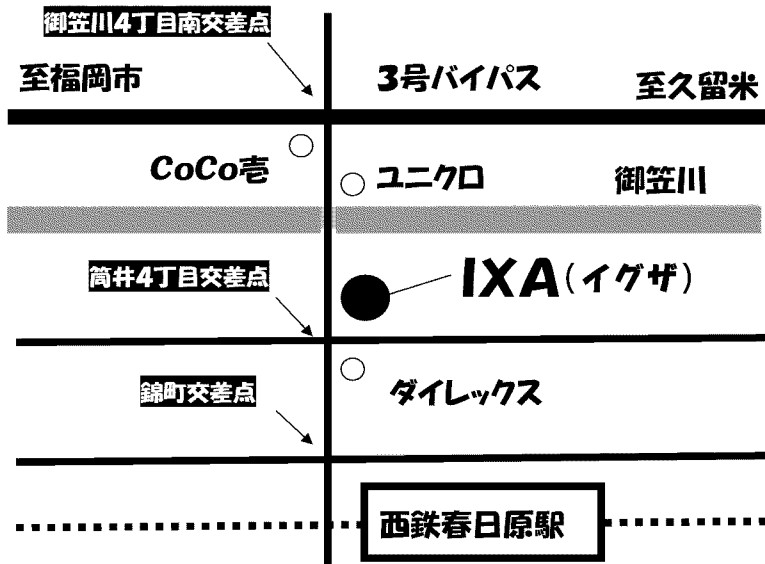 御笠川4丁目南交差点
至福岡市
3号バイパス
至久留米
CoCo壱
ユニクロ
御笠川
筒井4丁目交差点
IXA(イグザ)
錦町交差点
ダイレックス
西鉄春日原駅